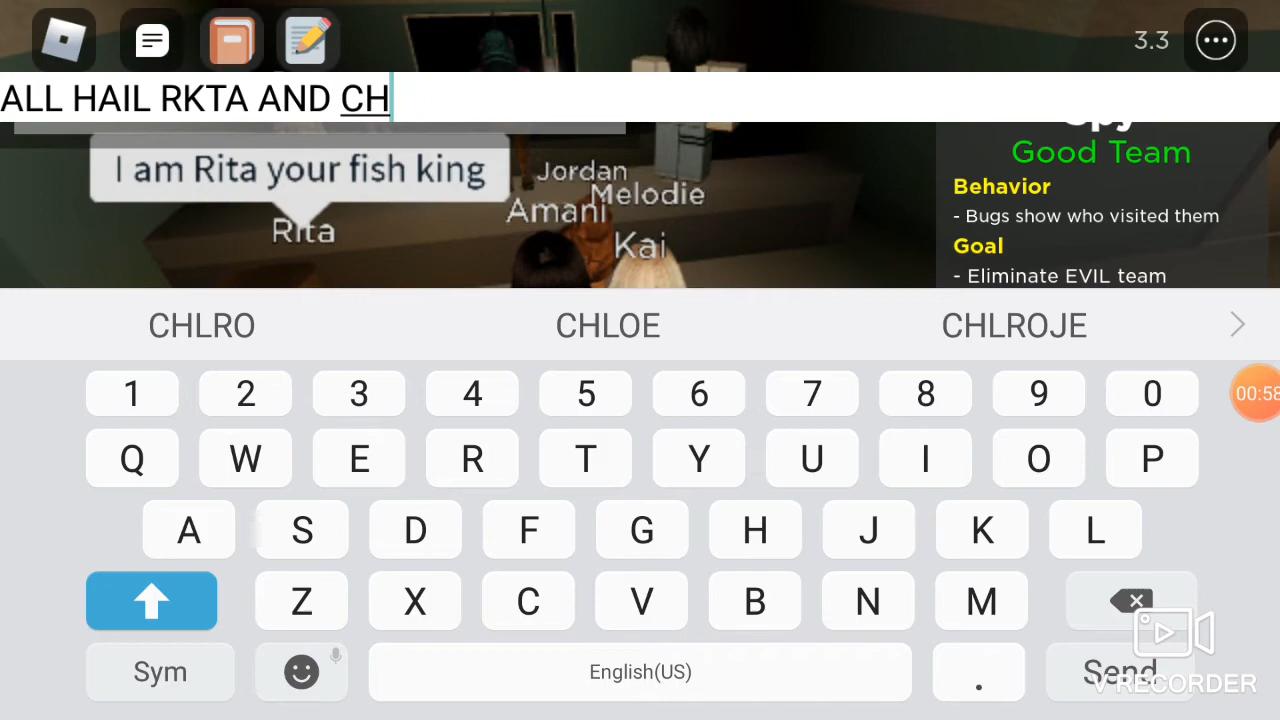 3.3
ALL HAIL RKTA AND CH
I am Rita your fish king
Rita
Jordan
Melodie
Amani
Kai
Spy
Good Team
Behavior
- Bugs show who visited them
Goal
- Eliminate EVIL team
CHLRO CHLOE CHLROJE
00:58
1 2 3 4 5 6 7 8 9 0
Q W E R T Y U I O P
A S D F G H J K L
Z X C V B N M
Sym English(US) . Send
V RECORDER